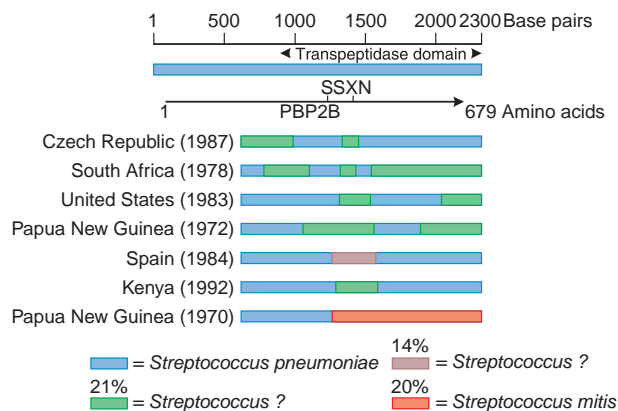 1 500 1000 1500 2000 2300 Base pairs
Transpeptidase domain
SSXN
1 PBP2B 679 Amino acids
Czech Republic (1987)
South Africa (1978)
United States (1983)
Papua New Guinea (1972)
Spain (1984)
Kenya (1992)
Papua New Guinea (1970)
= Streptococcus pneumoniae
14%
= Streptococcus ?
21%
= Streptococcus ?
20%
= Streptococcus mitis